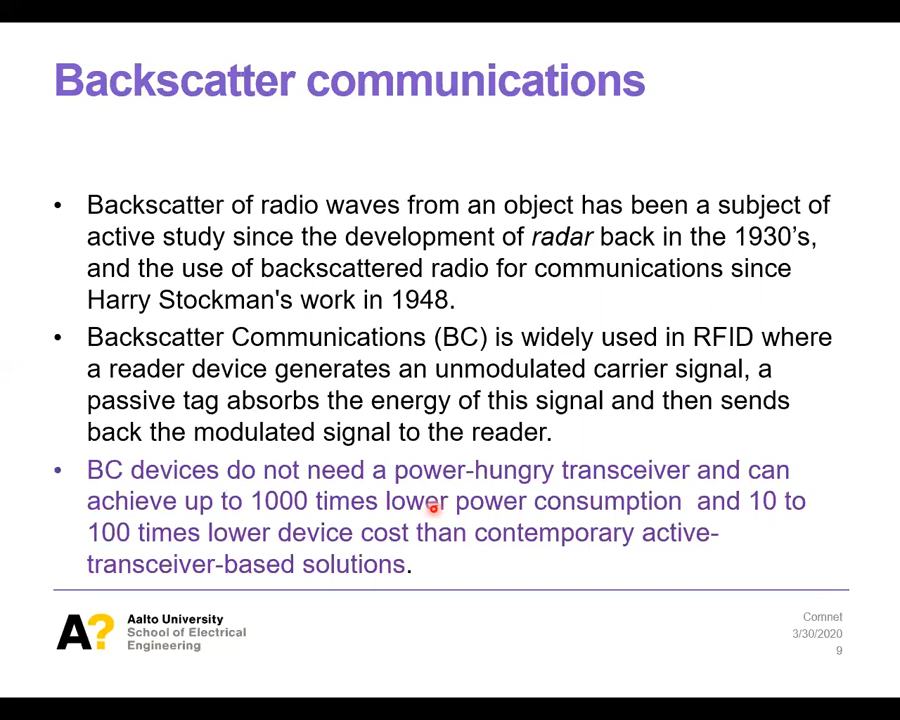 Backscatter communications
• Backscatter of radio waves from an object has been a subject of
active study since the development of radar back in the 1930's,
and the use of backscattered radio for communications since
Harry Stockman's work in 1948.
• Backscatter Communications (BC) is widely used in RFID where
a reader device generates an unmodulated carrier signal, a
passive tag absorbs the energy of this signal and then sends
back the modulated signal to the reader.
• BC devices do not need a power-hungry transceiver and can
achieve up to 1000 times lower power consumption and 10 to
100 times lower device cost than contemporary active-
transceiver-based solutions.
A?
Aalto University
School of Electrical
Engineering
Comnet
3/30/2020
9